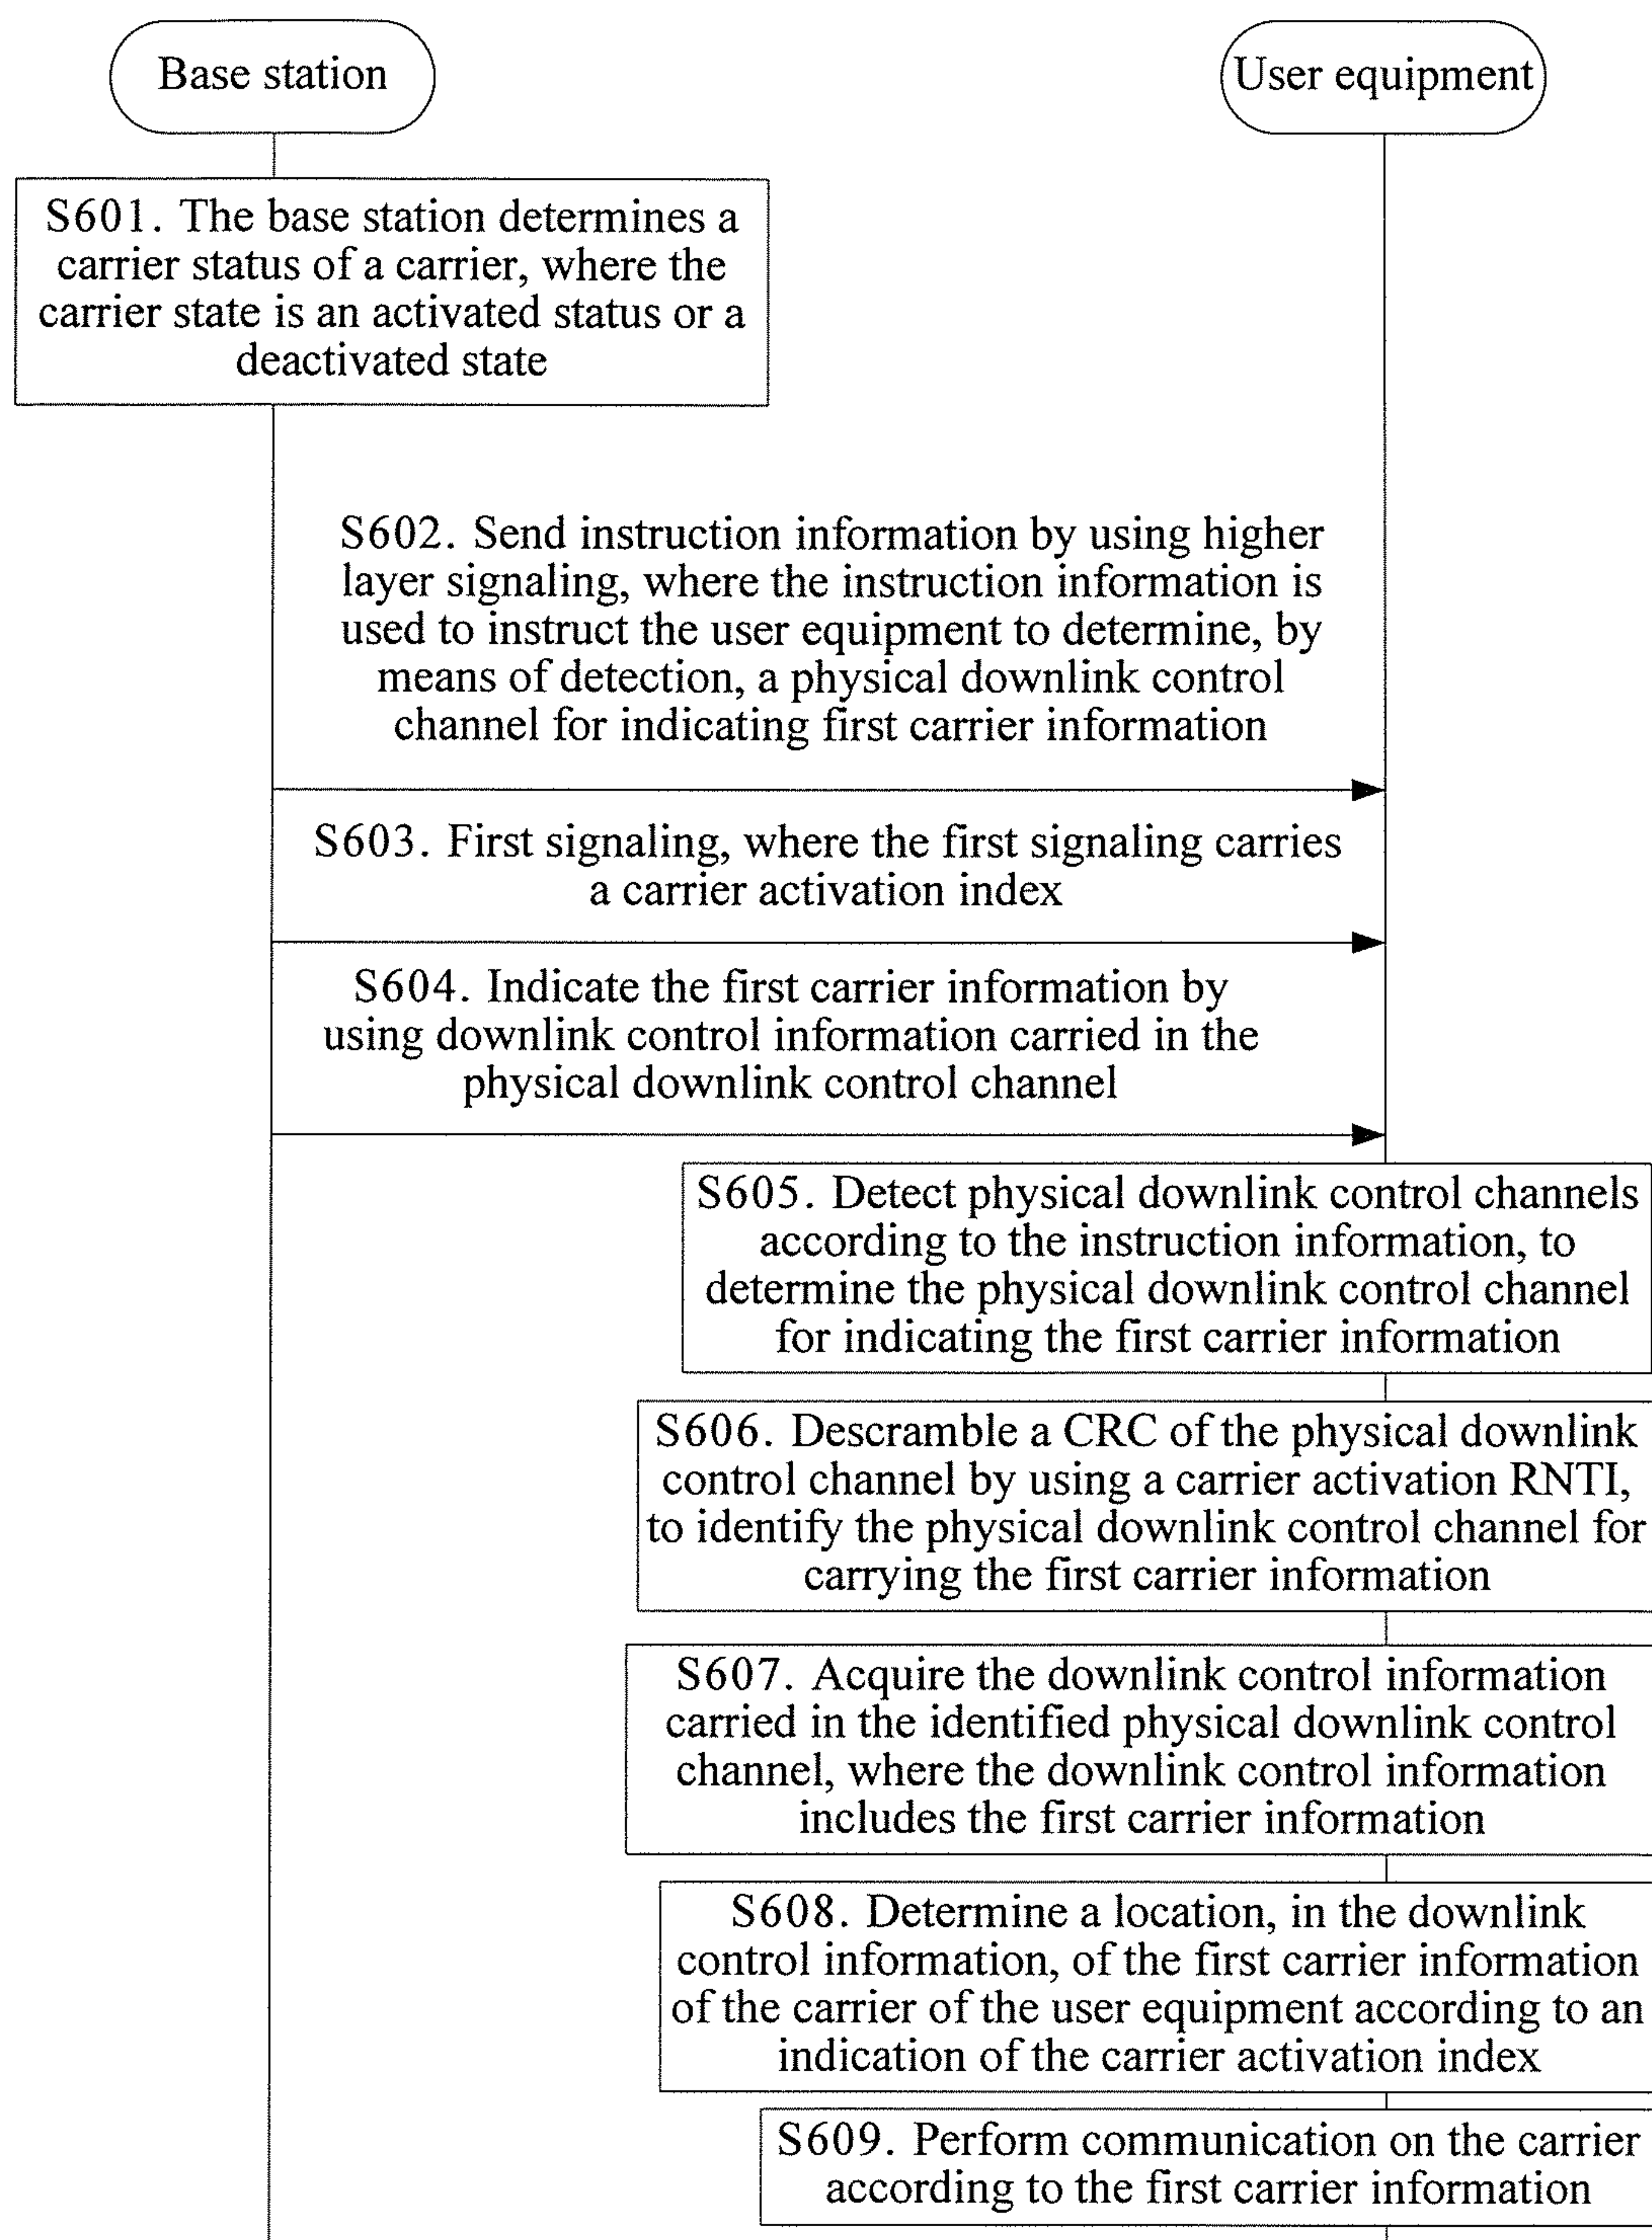 Base station
User equipment
S601. The base station determines a
carrier status of a carrier, where the
carrier state is an activated status or a
deactivated state
S602. Send instruction information by using higher
layer signaling, where the instruction information is
used to instruct the user equipment to determine, by
means of detection, a physical downlink control
channel for indicating first carrier information
S603. First signaling, where the first signaling carries
a carrier activation index
S604. Indicate the first carrier information by
using downlink control information carried in the
physical downlink control channel
S605. Detect physical downlink control channels
according to the instruction information, to
determine the physical downlink control channel
for indicating the first carrier information
S606. Descramble a CRC of the physical downlink
control channel by using a carrier activation RNTI,
to identify the physical downlink control channel for
carrying the first carrier information
S607. Acquire the downlink control information
carried in the identified physical downlink control
channel, where the downlink control information
includes the first carrier information
S608. Determine a location, in the downlink
control information, of the first carrier information
of the carrier of the user equipment according to an
indication of the carrier activation index
S609. Perform communication on the carrier
according to the first carrier information